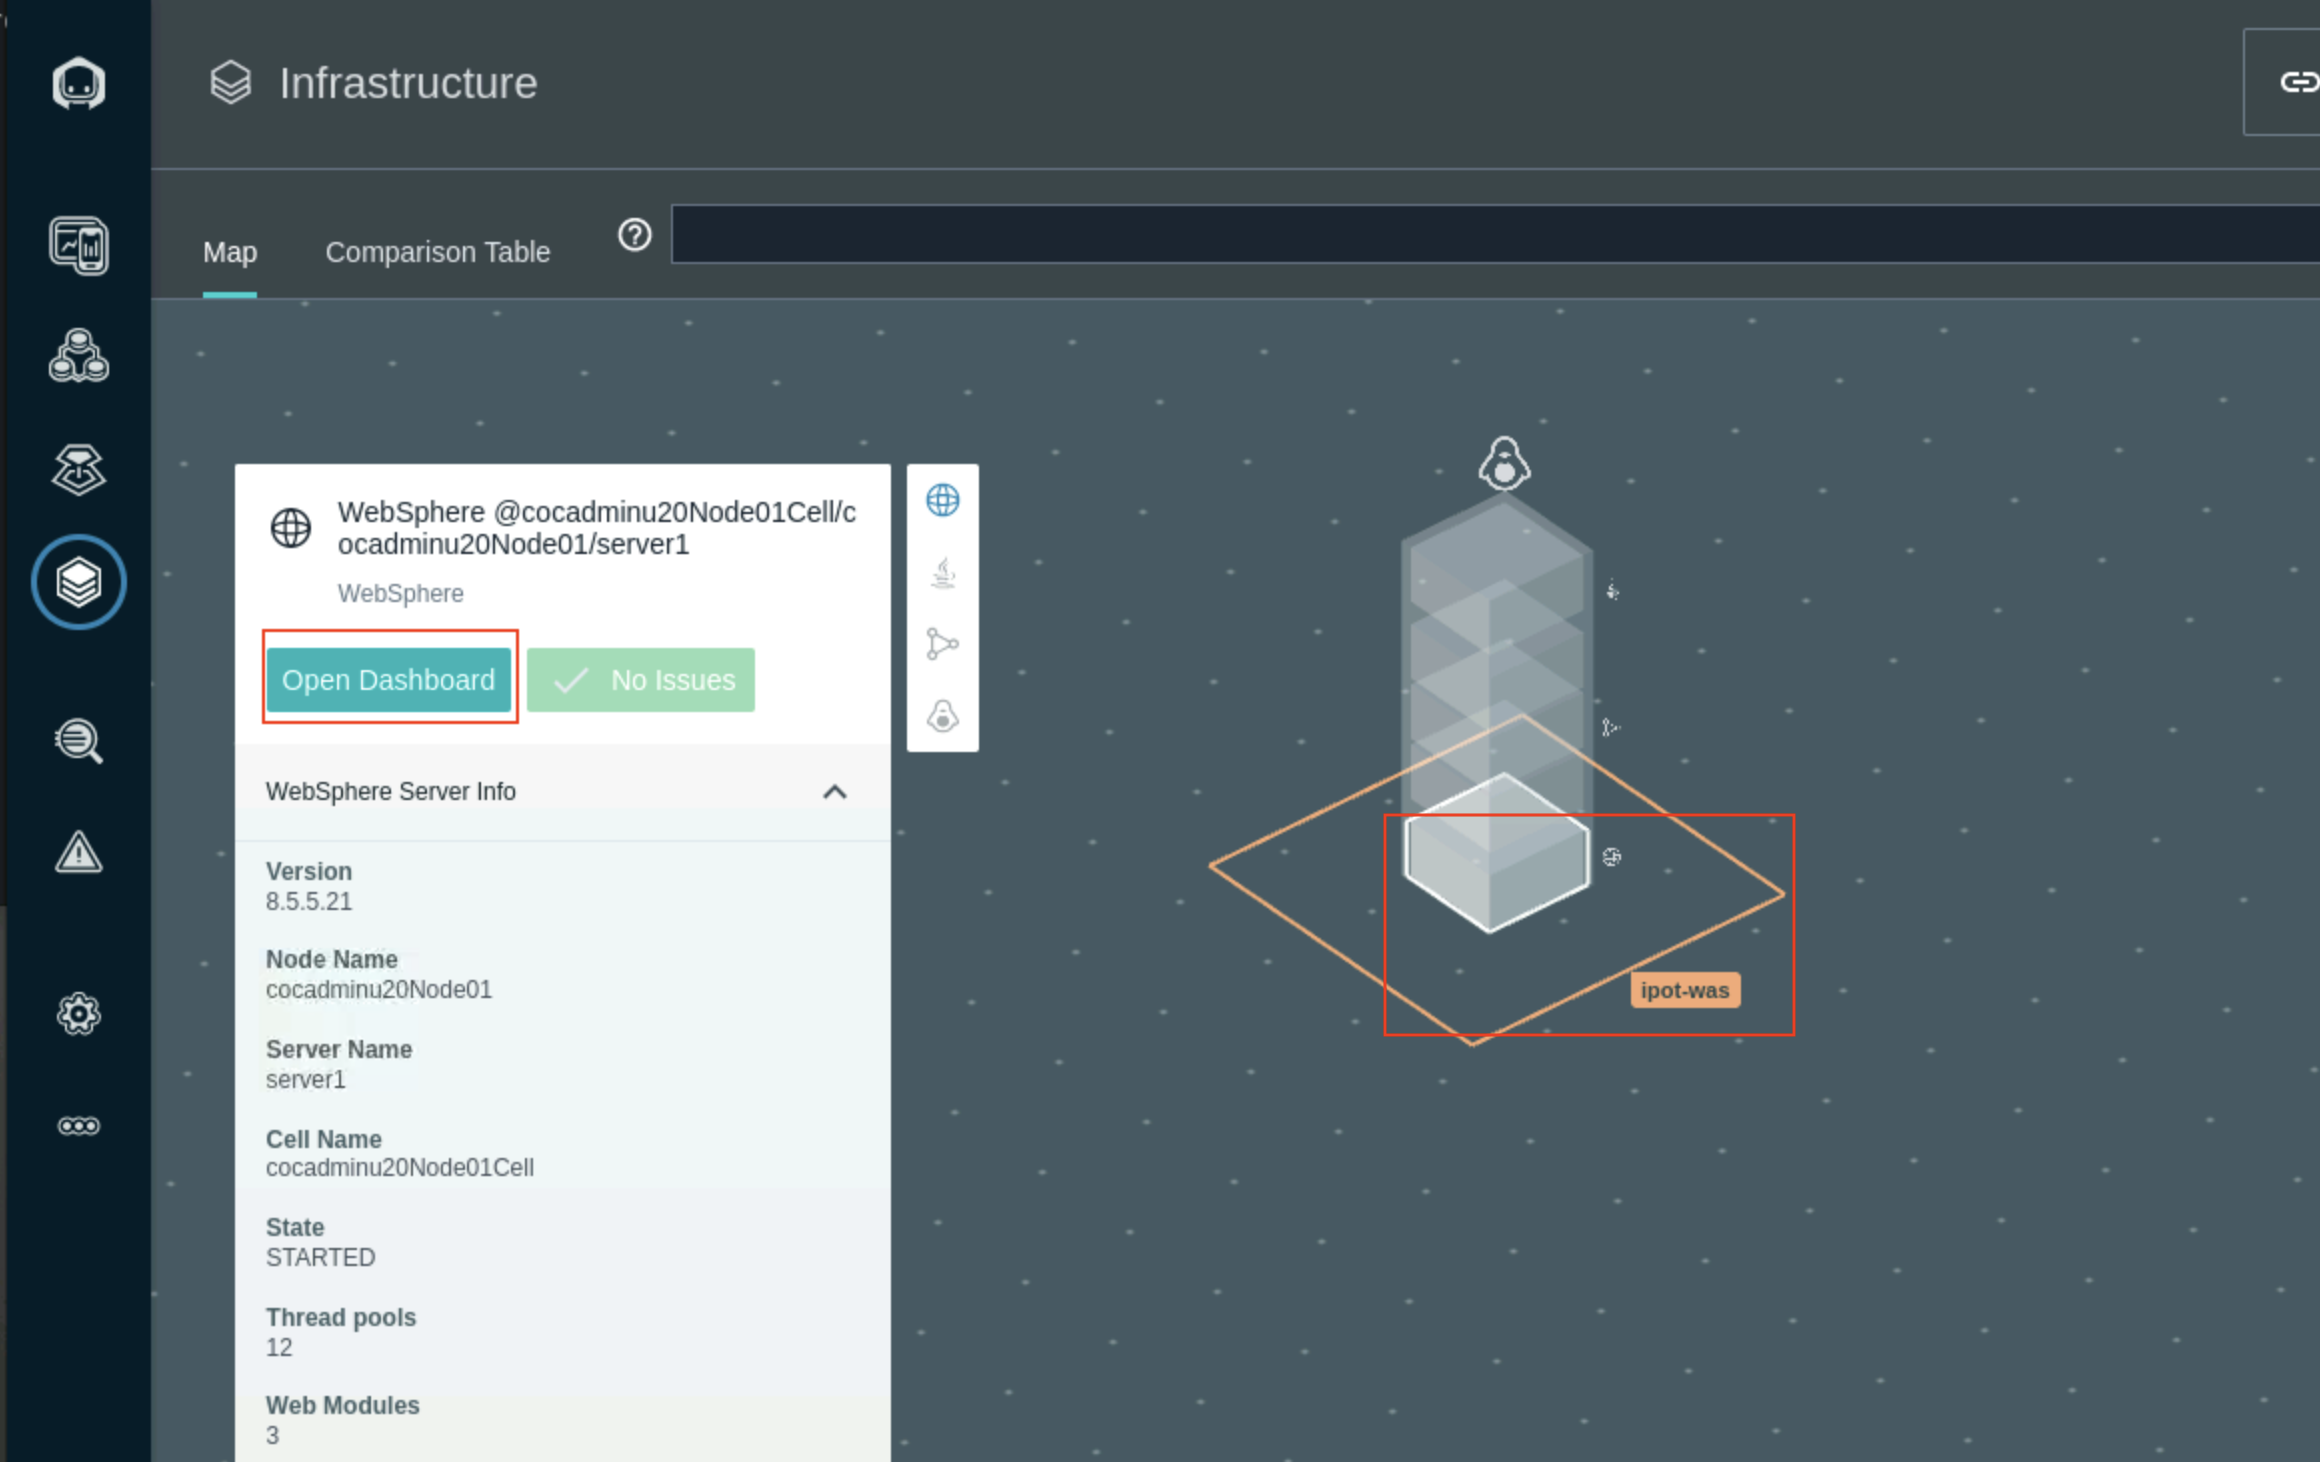 Infrastructure
Map
Comparison Table
WebSphere @cocadminu20Node01Cell/c
ocadminu20Node01/server1
WebSphere
Open Dashboard
No Issues
WebSphere Server Info
Version
8.5.5.21
Node Name
cocadminu20Node01
Server Name
server1
Cell Name
cocadminu20Node01Cell
State
STARTED
Thread pools
12
Web Modules
3
ipot-was